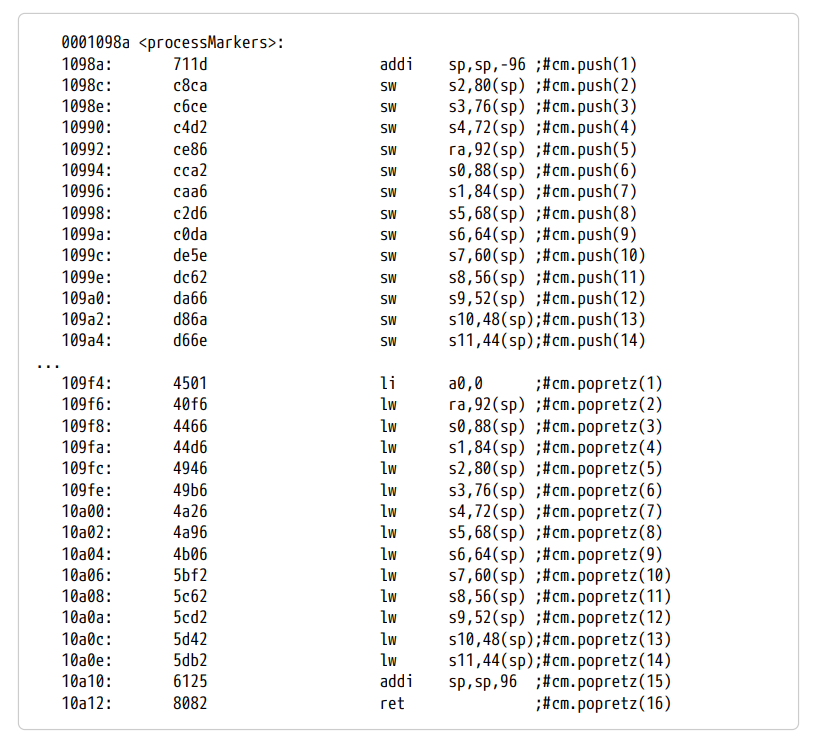 0001098a <processMarkers>:
1098a: 711d addi sp,sp,-96 ;#cm.push(1)
1098c: c8ca sw s2,80(sp) ;#cm.push(2)
1098e: c6ce sw s3,76(sp) ;#cm.push(3)
10990: c4d2 sw s4,72(sp) ;#cm.push(4)
10992: ce86 sw ra,92(sp) ;#cm.push(5)
10994: cca2 sw s0,88(sp) ;#cm.push(6)
10996: caa6 sw s1,84(sp) ;#cm.push(7)
10998: c2d6 sw s5,68(sp) ;#cm.push(8)
1099a: c0da sw s6,64(sp) ;#cm.push(9)
1099c: de5e sw s7,60(sp) ;#cm.push(10)
1099e: dc62 sw s8,56(sp) ;#cm.push(11)
109a0: da66 sw s9,52(sp) ;#cm.push(12)
109a2: d86a sw s10,48(sp);#cm.push(13)
109a4: d66e sw s11,44(sp);#cm.push(14)
...
109f4: 4501 li a0,0 ;#cm.popretz(1)
109f6: 40f6 lw ra,92(sp) ;#cm.popretz(2)
109f8: 4466 lw s0,88(sp) ;#cm.popretz(3)
109fa: 44d6 lw s1,84(sp) ;#cm.popretz(4)
109fc: 4946 lw s2,80(sp) ;#cm.popretz(5)
109fe: 49b6 lw s3,76(sp) ;#cm.popretz(6)
10a00: 4a26 lw s4,72(sp) ;#cm.popretz(7)
10a02: 4a96 lw s5,68(sp) ;#cm.popretz(8)
10a04: 4b06 lw s6,64(sp) ;#cm.popretz(9)
10a06: 5bf2 lw s7,60(sp) ;#cm.popretz(10)
10a08: 5c62 lw s8,56(sp) ;#cm.popretz(11)
10a0a: 5cd2 lw s9,52(sp) ;#cm.popretz(12)
10a0c: 5d42 lw s10,48(sp);#cm.popretz(13)
10a0e: 5db2 lw s11,44(sp);#cm.popretz(14)
10a10: 6125 addi sp,sp,96 ;#cm.popretz(15)
10a12: 8082 ret ;#cm.popretz(16)